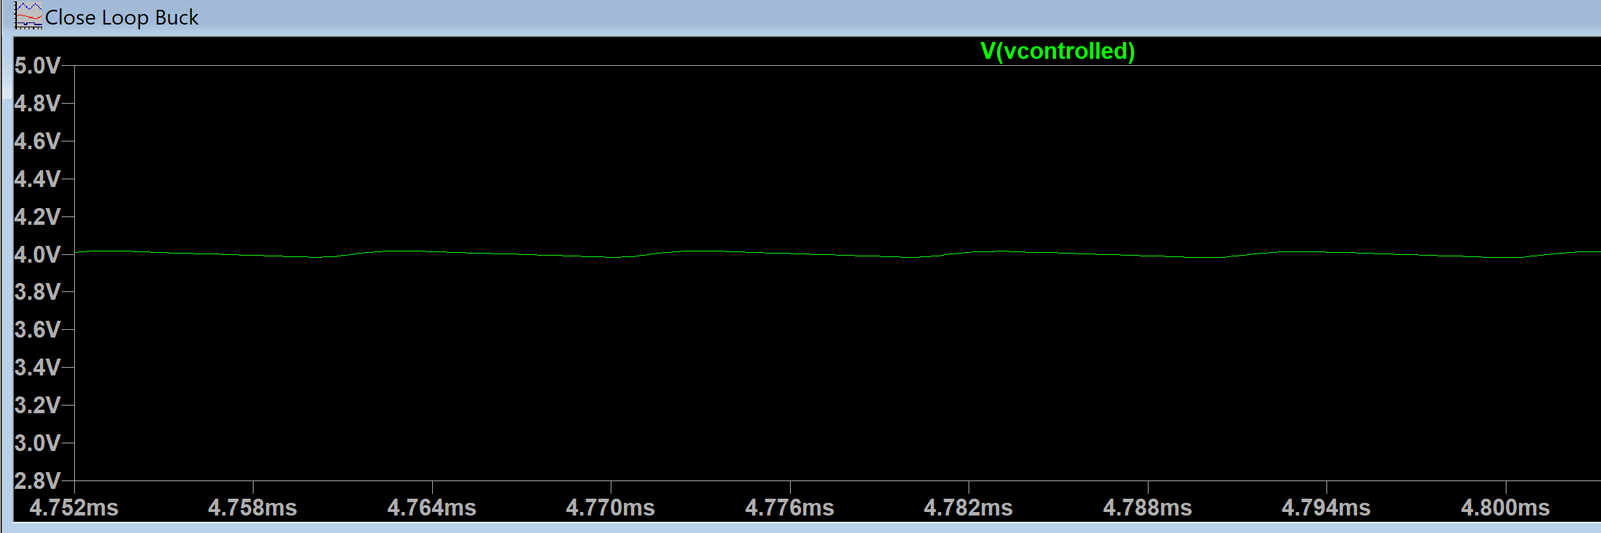 Close Loop Buck
V(vcontrolled)
5.0V
4.8V
4.6V
4.4V
4.2V
4.0V
3.8V
3.6V
3.4V
3.2V
3.0V
2.8V
4.752ms 4.758ms 4.764ms 4.770ms 4.776ms 4.782ms 4.788ms 4.794ms 4.800ms